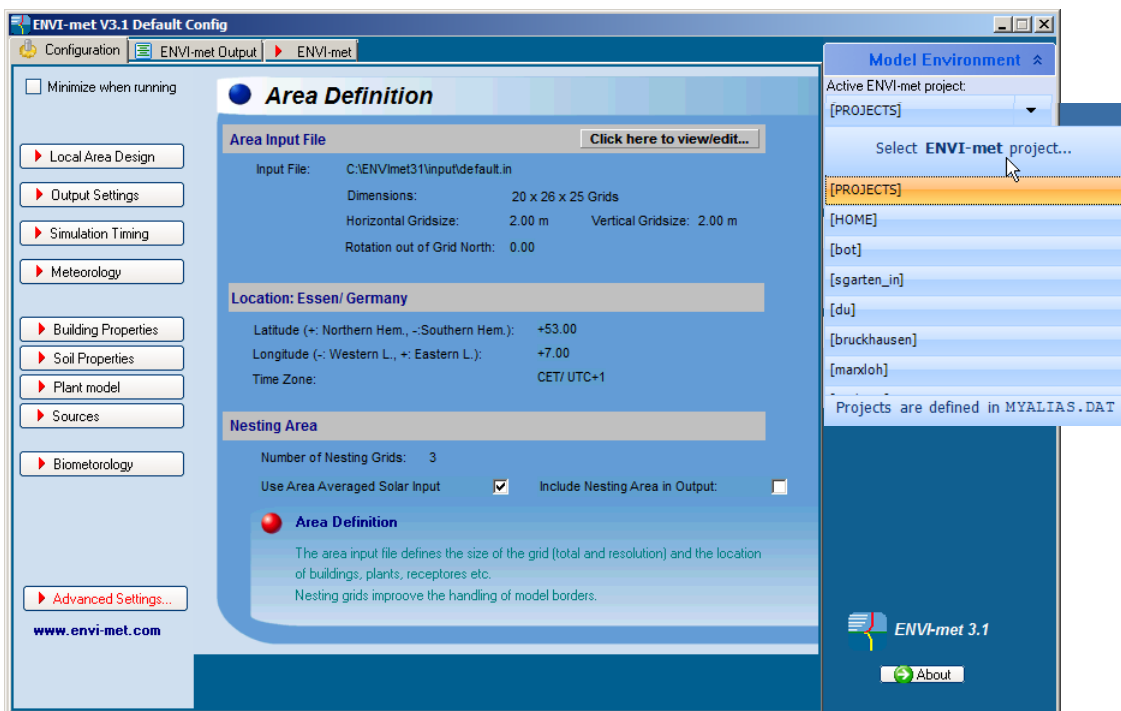 ENVI-met V3.1 Default Config
Configuration
ENVI-met Output
ENVI-met
Minimize when running
Local Area Design
Output Settings
Simulation Timing
Meteorology
Building Properties
Soil Properties
Plant model
Sources
Biometorology
Advanced Settings...
www.envi-met.com
Area Definition
Area Input File
Click here to view/edit...
Input File: C:\ENVImet31\input\default.in
Dimensions: 20 x 26 x 25 Grids
Horizontal Gridsize: 2.00 m Vertical Gridsize: 2.00 m
Rotation out of Grid North: 0.00
Location: Essen/ Germany
Latitude (+: Northern Hem., -:Southern Hem.): +53.00
Longitude (-: Western L., +: Eastern L.): +7.00
Time Zone: CET/ UTC+1
Nesting Area
Number of Nesting Grids: 3
Use Area Averaged Solar Input
Include Nesting Area in Output:
Area Definition
The area input file defines the size of the grid (total and resolution) and the location
of buildings, plants, receptores etc.
Nesting grids improove the handling of model borders.
Model Environment
Active ENVI-met project:
[PROJECTS]
Select ENVI-met project...
[PROJECTS]
[HOME]
[bot]
[sgarten_in]
[du]
[bruckhausen]
[marxloh]
Projects are defined in MYALIAS.DAT
ENVI-met 3.1
About